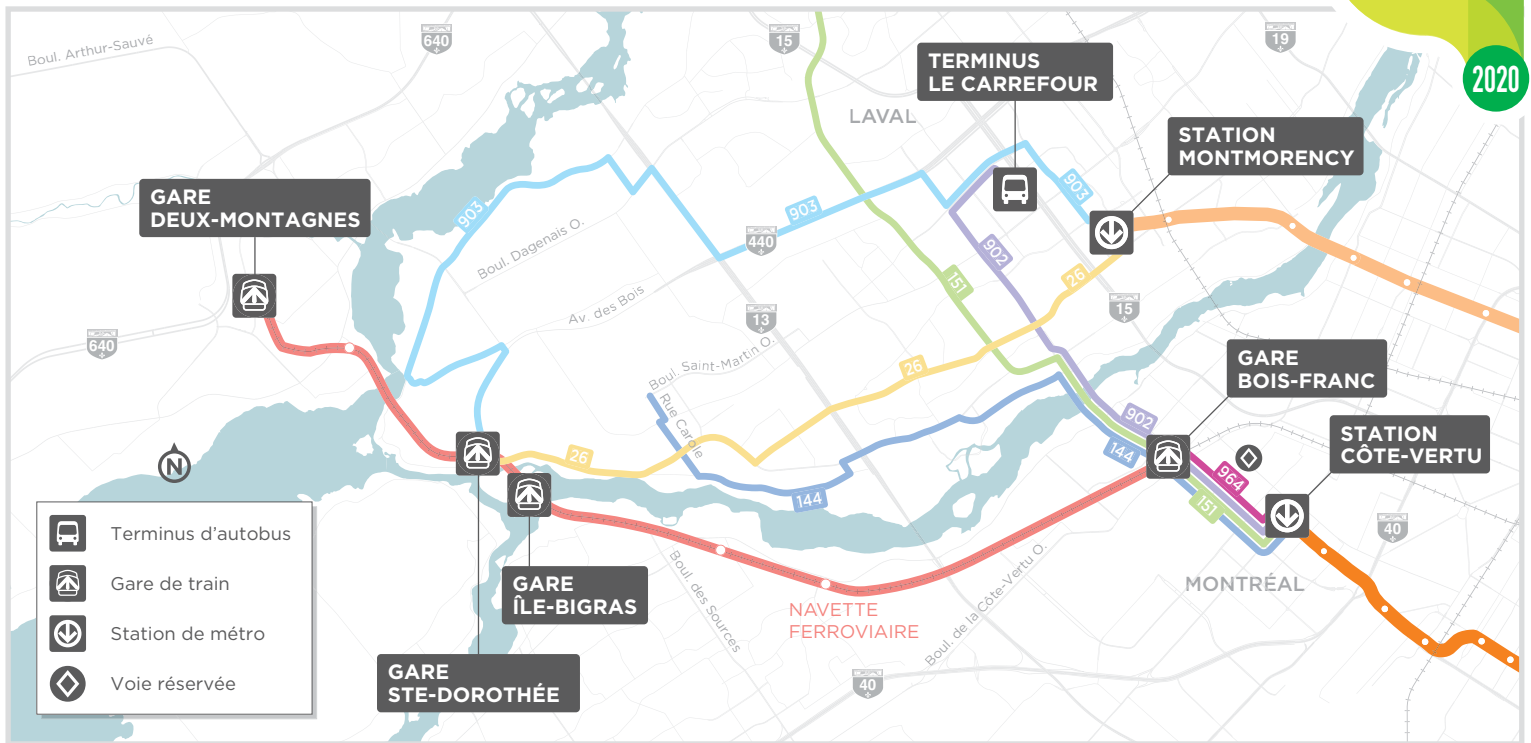 Boul. Arthur-Sauvé
640
15
19
2020
TERMINUS
LE CARREFOUR
LAVAL
STATION
MONTMORENCY
GARE
DEUX-MONTAGNES
903
903
903
Boul. Dagenais O.
440
902
26
151
Av. des Bois
13
15
640
Boul. Saint-Martin O.
26
GARE
BOIS-FRANC
Rue Carole
902
STATION
CÔTE-VERTU
144
26
964
144
151
40
N
Terminus d'autobus
Gare de train
Station de métro
Voie réservée
GARE
ÎLE-BIGRAS
Boul. des Sources
NAVETTE
FERROVIAIRE
Boul. de la Côte-Vertu O.
MONTRÉAL
GARE
STE-DOROTHÉE
40